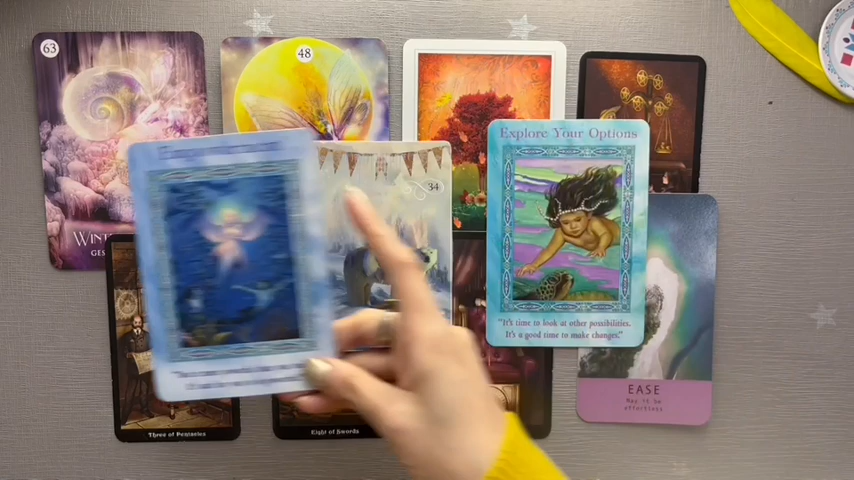 63
48
Explore Your Options
34
WINT
GES
"It's time to look at other possibilities.
It's a good time to make changes."
EASE
May it be
effortless
Three of Pentacles
Eight of Swords